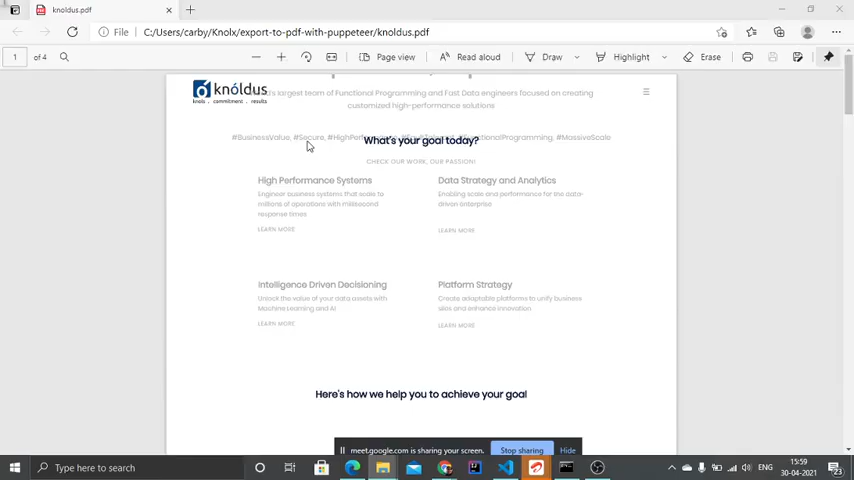 knoldus.pdf
File C:/Users/carby/Knolx/export-to-pdf-with-puppeteer/knoldus.pdf
1 of 4 Page view Read aloud Draw Highlight Erase
knóldus
knols . commitment . results
largest team of Functional Programming and Fast Data engineers focused on creating
customized high-performance solutions
#BusinessValue, #Secure, #MassiveScale
What's your goal today?
CHECK OUR WORK, OUR PASSION!
High Performance Systems
Engineer business systems that scale to
millions of operations with millisecond
response times
LEARN MORE
Data Strategy and Analytics
Enabling scale and performance for the data-
driven enterprise
LEARN MORE
Intelligence Driven Decisioning
Unlock the value of your data assets with
Machine Learning and AI
LEARN MORE
Platform Strategy
Create adaptable platforms to unify business
silos and enhance innovation
LEARN MORE
Here's how we help you to achieve your goal
meet.google.com is sharing your screen. Stop sharing Hide
Type here to search
ENG
15:59
30-04-2021
23